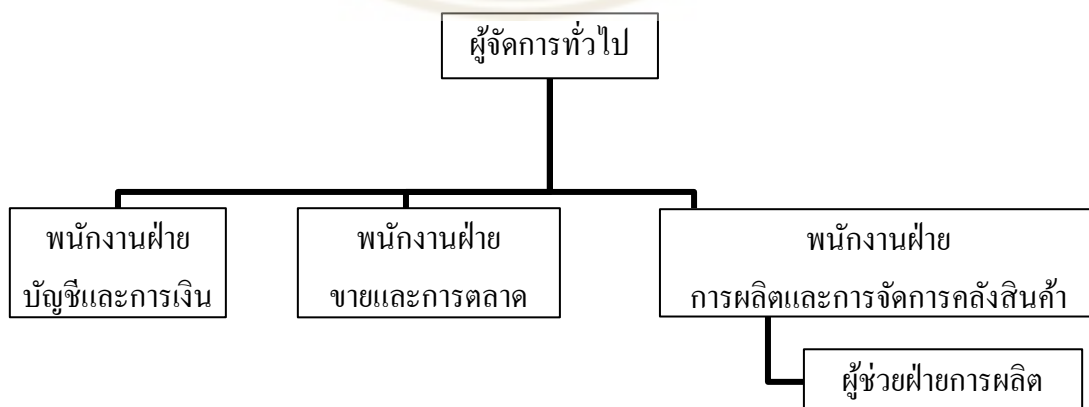 ผู้จัดการทั่วไป
พนักงานฝ่าย
บัญชีและการเงิน
พนักงานฝ่าย
ขายและการตลาด
พนักงานฝ่าย
การผลิตและการจัดการคลังสินค้า
ผู้ช่วยฝ่ายการผลิต